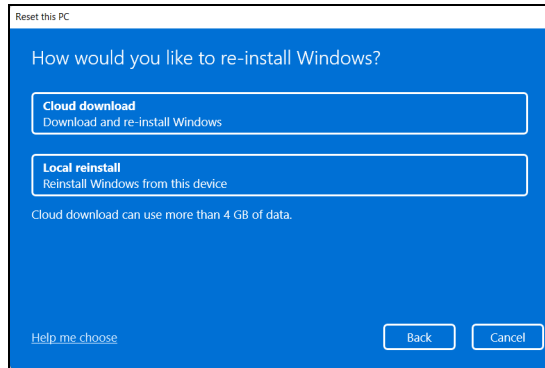 Reset this PC
How would you like to re-install Windows?
Cloud download
Download and re-install Windows
Local reinstall
Reinstall Windows from this device
Cloud download can use more than 4 GB of data.
Help me choose
Back
Cancel